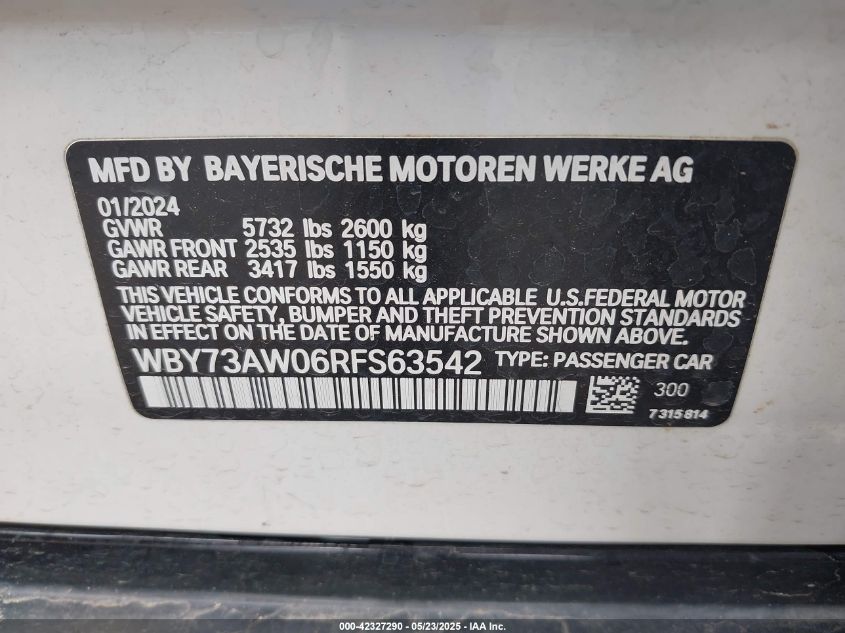 MFD BY BAYERISCHE MOTOREN WERKE AG
01/2024
GVWR 5732 lbs 2600 kg
GAWR FRONT 2535 lbs 1150 kg
GAWR REAR 3417 lbs 1550 kg
THIS VEHICLE CONFORMS TO ALL APPLICABLE U.S.FEDERAL MOTOR
VEHICLE SAFETY, BUMPER AND THEFT PREVENTION STANDARDS
IN EFFECT ON THE DATE OF MANUFACTURE SHOWN ABOVE.
WBY73AW06RFS63542 TYPE: PASSENGER CAR
300
7315814
000-42327290 - 05/23/2025 - IAA Inc.